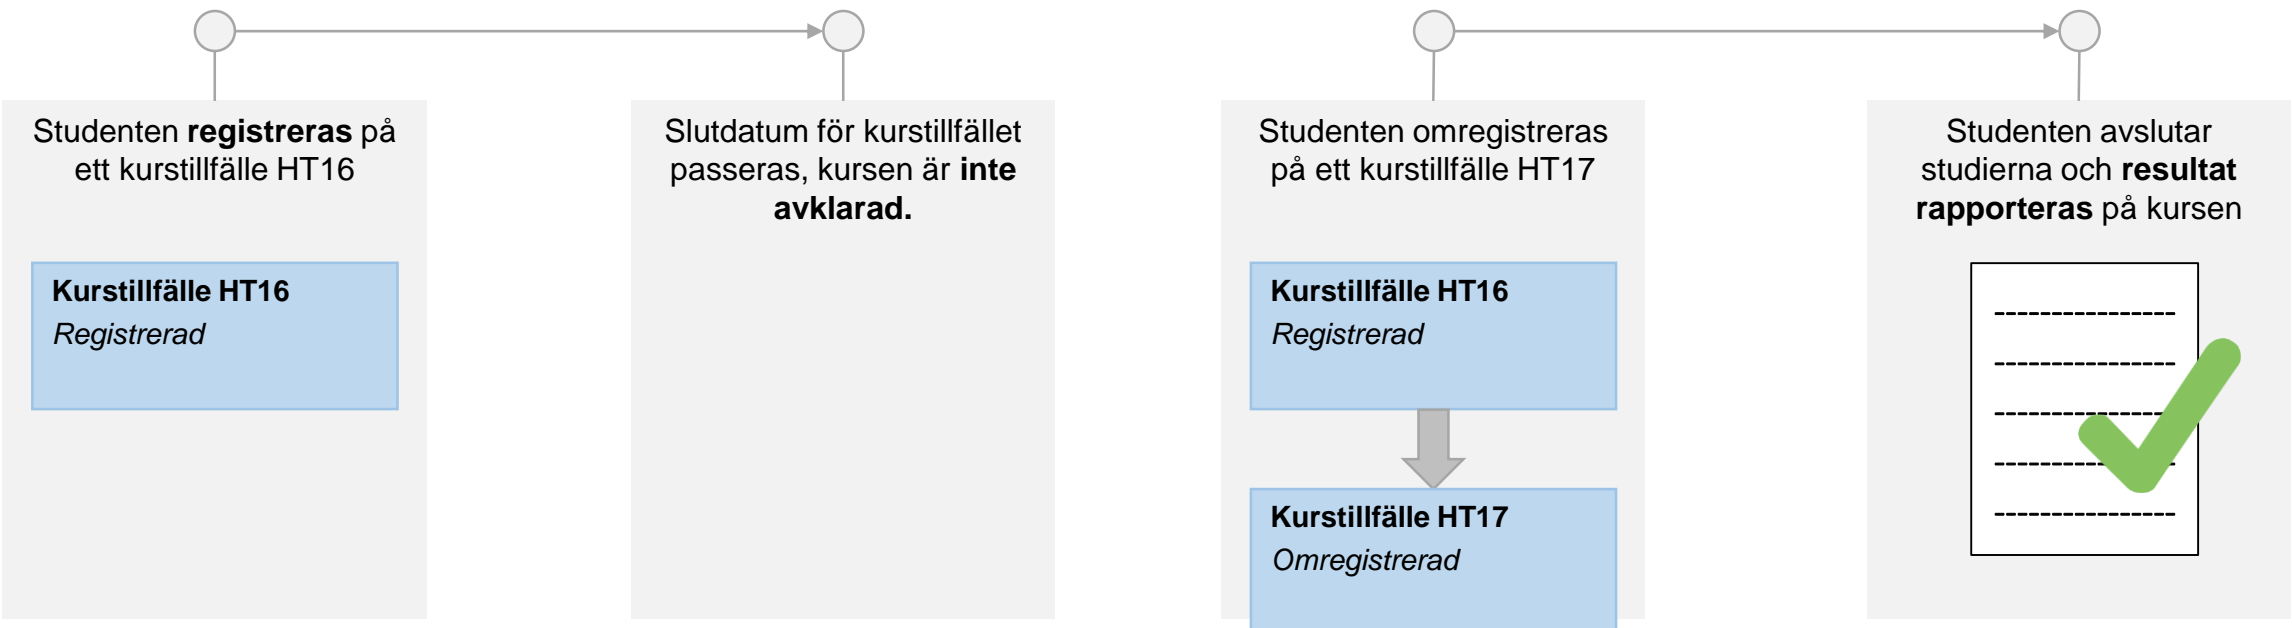 Studenten registreras på
ett kurstillfälle HT16
Kurstillfälle HT16
Registrerad
Slutdatum för kurstillfället
passeras, kursen är inte
avklarad.
Studenten omregistreras
på ett kurstillfälle HT17
Kurstillfälle HT16
Registrerad
Kurstillfälle HT17
Omregistrerad
Studenten avslutar
studierna och resultat
rapporteras på kursen